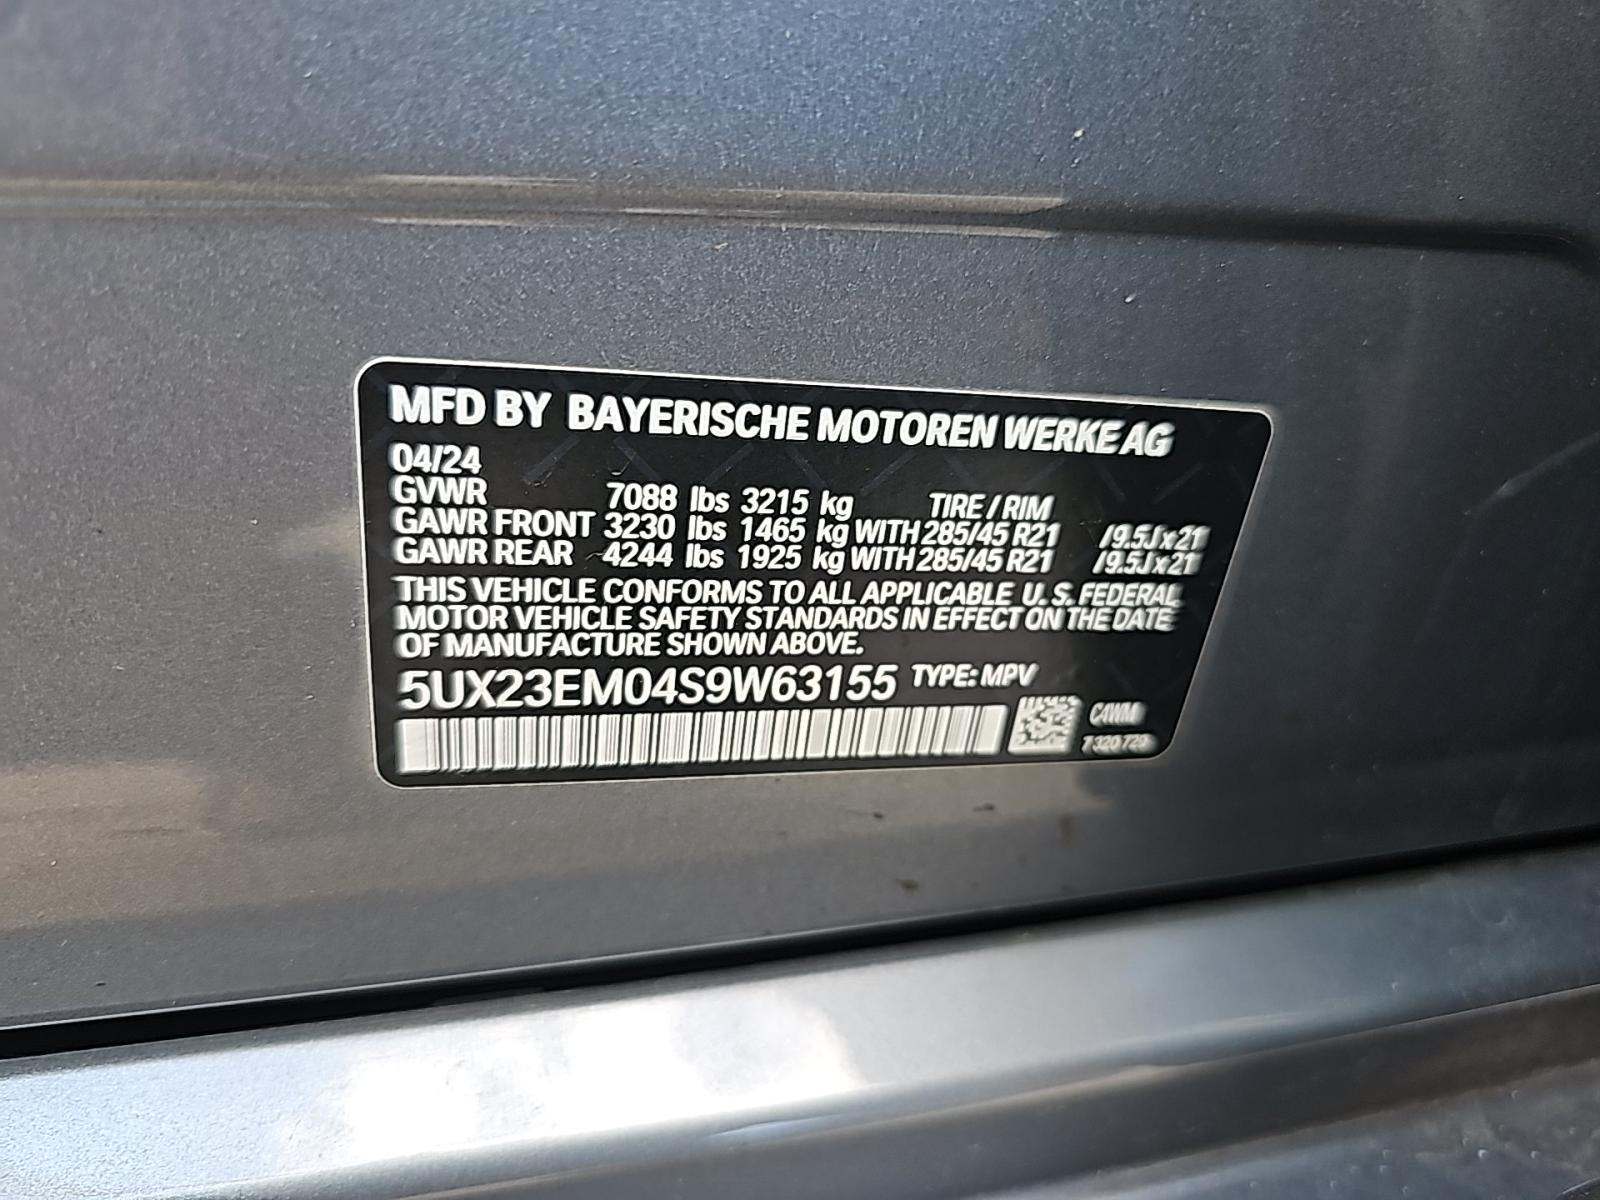 MFD BY BAYERISCHE MOTOREN WERKE AG
04/24
GVWR 7088 lbs 3215 kg TIRE / RIM
GAWR FRONT 3230 lbs 1465 kg WITH 285/45 R21 /9.5J x 21
GAWR REAR 4244 lbs 1925 kg WITH 285/45 R21 /9.5J x 21
THIS VEHICLE CONFORMS TO ALL APPLICABLE U. S. FEDERAL
MOTOR VEHICLE SAFETY STANDARDS IN EFFECT ON THE DATE
OF MANUFACTURE SHOWN ABOVE.
5UX23EM04S9W63155 TYPE: MPV
C4WM
7 320 729